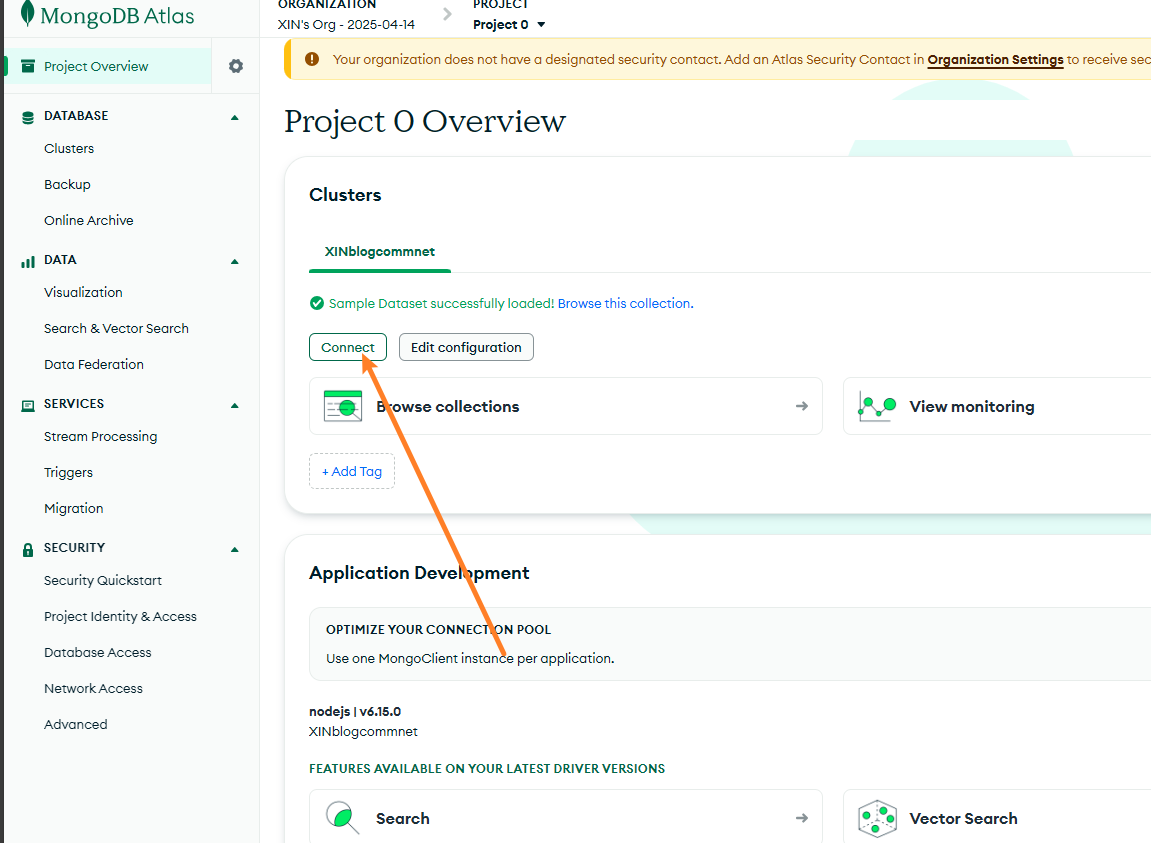 MongoDB Atlas
ORGANIZATION
XIN's Org - 2025-04-14
PROJECT
Project 0
Project Overview
DATABASE
Clusters
Backup
Online Archive
DATA
Visualization
Search & Vector Search
Data Federation
SERVICES
Stream Processing
Triggers
Migration
SECURITY
Security Quickstart
Project Identity & Access
Database Access
Network Access
Advanced
Your organization does not have a designated security contact. Add an Atlas Security Contact in Organization Settings to receive sec
Project 0 Overview
Clusters
XINblogcommnet
Sample Dataset successfully loaded! Browse this collection.
Connect
Edit configuration
Browse collections
View monitoring
+ Add Tag
Application Development
OPTIMIZE YOUR CONNECTION POOL
Use one MongoClient instance per application.
nodejs | v6.15.0
XINblogcommnet
FEATURES AVAILABLE ON YOUR LATEST DRIVER VERSIONS
Search
Vector Search